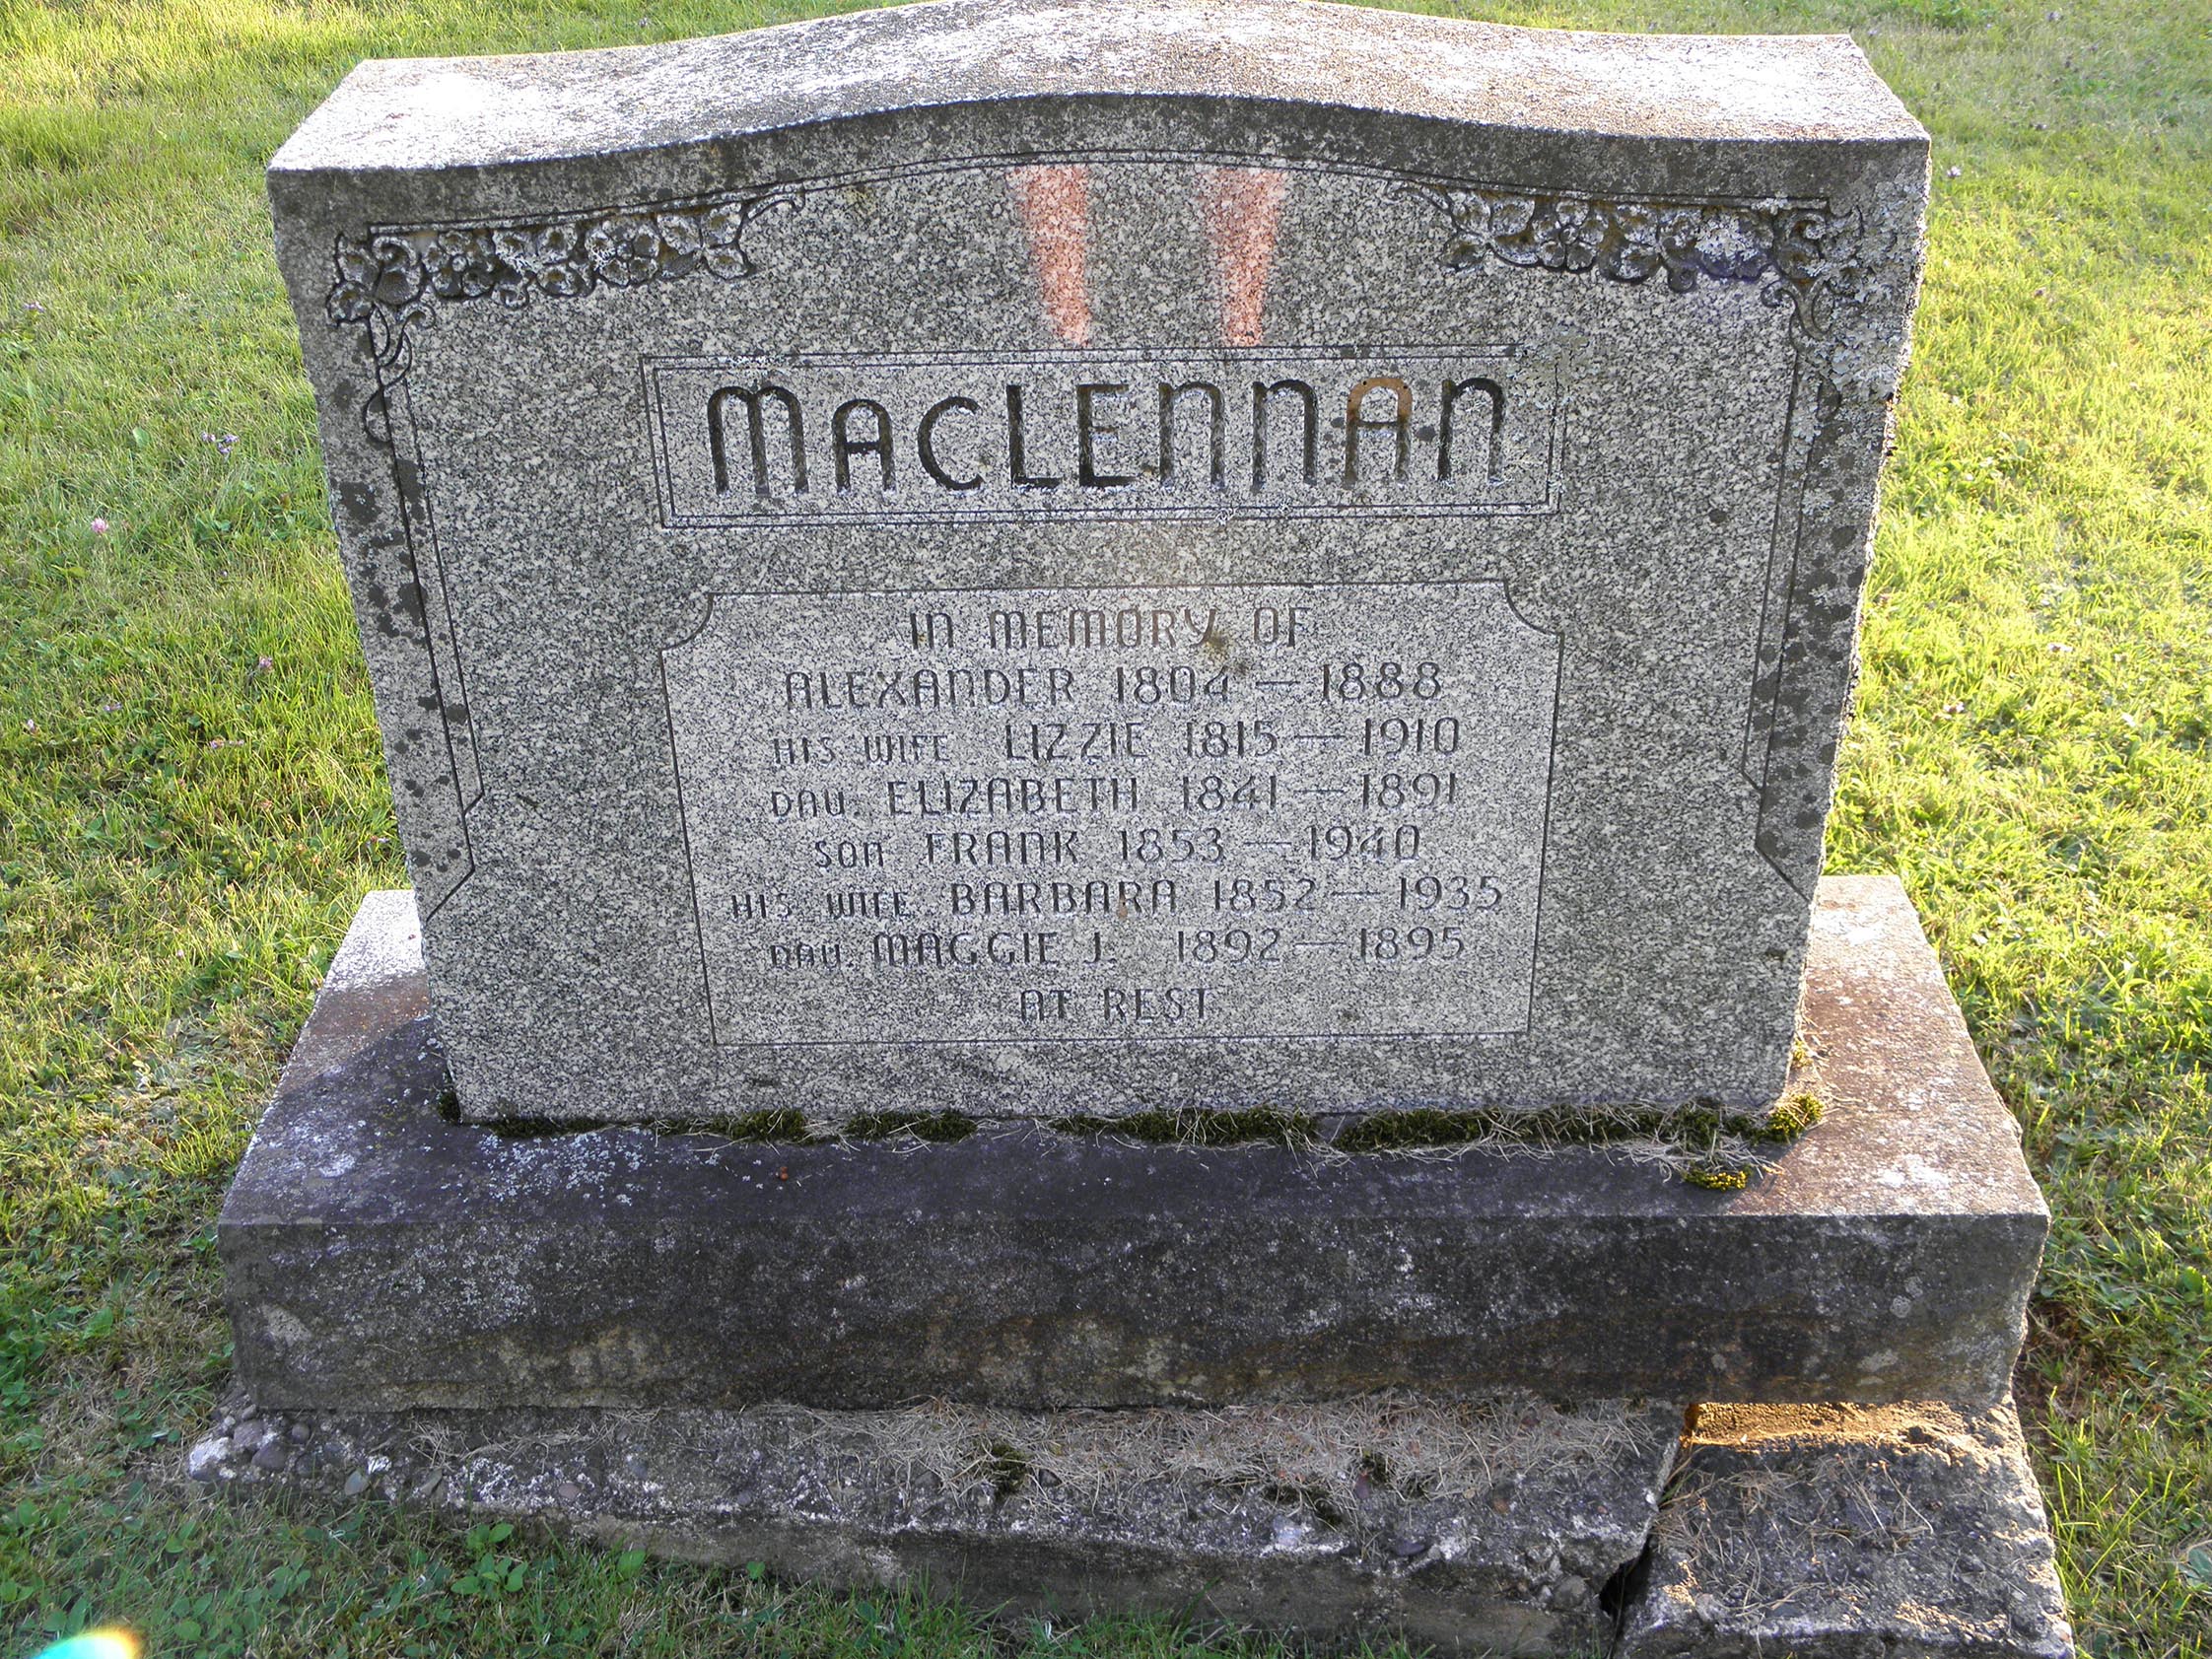 MacLENNAN
IN MEMORY OF
ALEXANDER 1804 — 1888
HIS WIFE LIZZIE 1815 — 1910
DAU. ELIZABETH 1841 — 1891
SON FRANK 1853 — 1940
HIS WIFE BARBARA 1852 — 1935
DAU. MAGGIE J. 1892 — 1895
AT REST